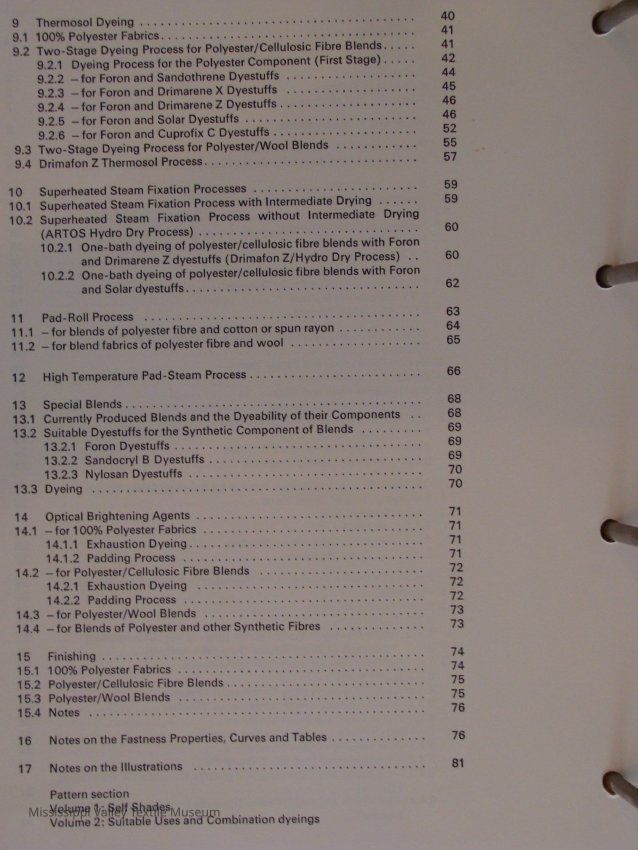 9 Thermosol Dyeing . . . . . . . . . . . . . . . . . . . . 40
9.1 100% Polyester Fabrics . . . . . . . . . . . . . . . . . . . . 41
9.2 Two-Stage Dyeing Process for Polyester/Cellulosic Fibre Blends . . . . . 41
9.2.1 Dyeing Process for the Polyester Component (First Stage) . . . . . 42
9.2.2 – for Foron and Sandothrene Dyestuffs . . . . . . . . . . . . 44
9.2.3 – for Foron and Drimarene X Dyestuffs . . . . . . . . . . . . 45
9.2.4 – for Foron and Drimarene Z Dyestuffs . . . . . . . . . . . . 46
9.2.5 – for Foron and Solar Dyestuffs . . . . . . . . . . . . 46
9.2.6 – for Foron and Cuprofix C Dyestuffs . . . . . . . . . . . . 52
9.3 Two-Stage Dyeing Process for Polyester/Wool Blends . . . . . . . . 55
9.4 Drimafon Z Thermosol Process . . . . . . . . . . . . . . . . 57
10 Superheated Steam Fixation Processes . . . . . . . . . . . . . . 59
10.1 Superheated Steam Fixation Process with Intermediate Drying . . . . . . 59
10.2 Superheated Steam Fixation Process without Intermediate Drying
(ARTOS Hydro Dry Process) . . . . . . . . . . . . . . . . 60
10.2.1 One-bath dyeing of polyester/cellulosic fibre blends with Foron
and Drimarene Z dyestuffs (Drimafon Z/Hydro Dry Process) . . 60
10.2.2 One-bath dyeing of polyester/cellulosic fibre blends with Foron
and Solar dyestuffs . . . . . . . . . . . . . . . . 62
11 Pad-Roll Process . . . . . . . . . . . . . . . . . . . . 63
11.1 – for blends of polyester fibre and cotton or spun rayon . . . . . . . . 64
11.2 – for blend fabrics of polyester fibre and wool . . . . . . . . . . . . 65
12 High Temperature Pad-Steam Process . . . . . . . . . . . . . . 66
13 Special Blends . . . . . . . . . . . . . . . . . . . . 68
13.1 Currently Produced Blends and the Dyeability of their Components . . 68
13.2 Suitable Dyestuffs for the Synthetic Component of Blends . . . . . . . . 69
13.2.1 Foron Dyestuffs . . . . . . . . . . . . . . . . 69
13.2.2 Sandocryl B Dyestuffs . . . . . . . . . . . . . . . . 69
13.2.3 Nylosan Dyestuffs . . . . . . . . . . . . . . . . 70
13.3 Dyeing . . . . . . . . . . . . . . . . . . . . 70
14 Optical Brightening Agents . . . . . . . . . . . . . . . . 71
14.1 – for 100% Polyester Fabrics . . . . . . . . . . . . . . . . 71
14.1.1 Exhaustion Dyeing . . . . . . . . . . . . . . . . 71
14.1.2 Padding Process . . . . . . . . . . . . . . . . 71
14.2 – for Polyester/Cellulosic Fibre Blends . . . . . . . . . . . . 72
14.2.1 Exhaustion Dyeing . . . . . . . . . . . . . . . . 72
14.2.2 Padding Process . . . . . . . . . . . . . . . . 72
14.3 – for Polyester/Wool Blends . . . . . . . . . . . . . . . . 73
14.4 – for Blends of Polyester and other Synthetic Fibres . . . . . . . . 73
15 Finishing . . . . . . . . . . . . . . . . . . . . 74
15.1 100% Polyester Fabrics . . . . . . . . . . . . . . . . 74
15.2 Polyester/Cellulosic Fibre Blends . . . . . . . . . . . . . . 75
15.3 Polyester/Wool Blends . . . . . . . . . . . . . . . . 75
15.4 Notes . . . . . . . . . . . . . . . . . . . . 76
16 Notes on the Fastness Properties, Curves and Tables . . . . . . . . 76
17 Notes on the Illustrations . . . . . . . . . . . . . . . . 81
Pattern section
Volume 1: Self Shades
Mississippi Valley Textile Museum
Volume 2: Suitable Uses and Combination dyeings